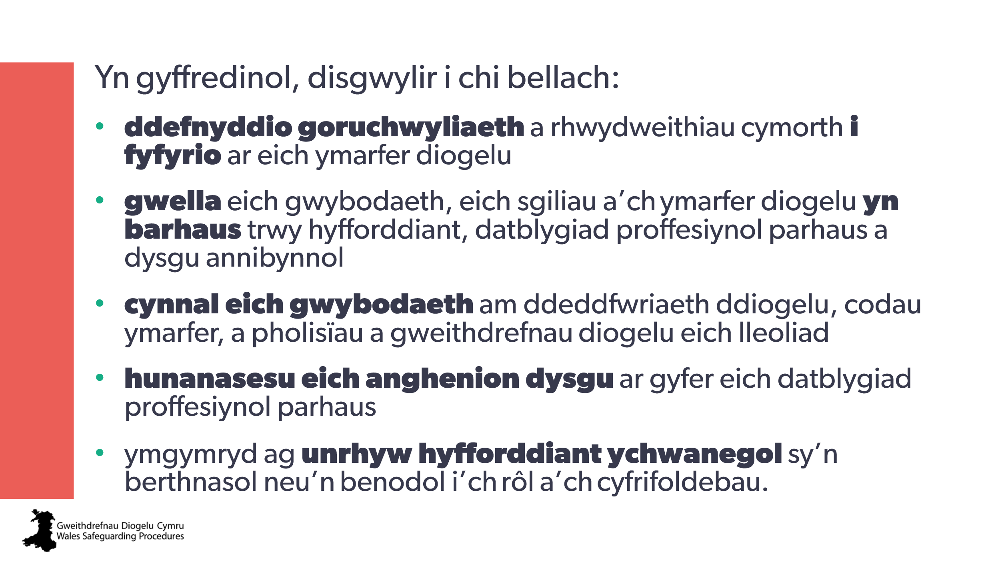 Yn gyffredinol, disgwylir i chi bellach:
• ddefnyddio goruchwyliaeth a rhwydweithiau cymorth i
fyfyrio ar eich ymarfer diogelu
• gwella eich gwybodaeth, eich sgiliau a’ch ymarfer diogelu yn
barhaus trwy hyfforddiant, datblygiad proffesiynol parhaus a
dysgu annibynnol
• cynnal eich gwybodaeth am ddeddfwriaeth ddiogelu, codau
ymarfer, a pholisïau a gweithdrefnau diogelu eich lleoliad
• hunanasesu eich anghenion dysgu ar gyfer eich datblygiad
proffesiynol parhaus
• ymgymryd ag unrhyw hyfforddiant ychwanegol sy’n
berthnasol neu’n benodol i’ch rôl a’ch cyfrifoldebau.
Gweithdrefnau Diogelu Cymru
Wales Safeguarding Procedures